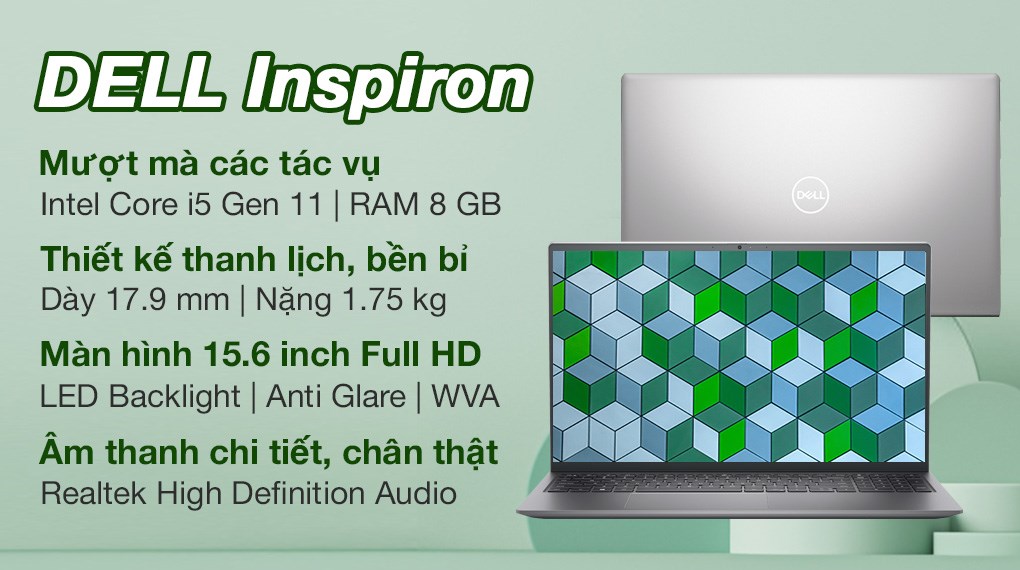 DELL Inspiron
Mượt mà các tác vụ
Intel Core i5 Gen 11 | RAM 8 GB
Thiết kế thanh lịch, bền bỉ
Dày 17.9 mm | Nặng 1.75 kg
Màn hình 15.6 inch Full HD
LED Backlight | Anti Glare | WVA
Âm thanh chi tiết, chân thật
Realtek High Definition Audio
DELL